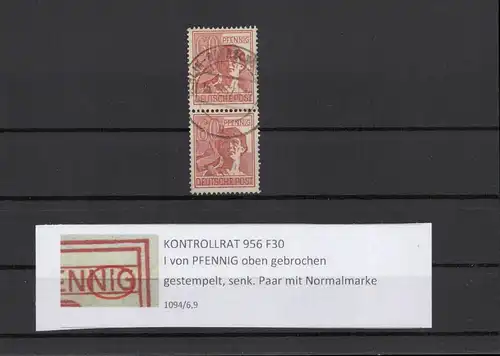 PFENNIG
DEUTSCHE POST
PFENNIG
DEUTSCHE POST
ENNIG
KONTROLLRAT 956 F30
I von PFENNIG oben gebrochen
gestempelt, senk. Paar mit Normalmarke
1094/6,9